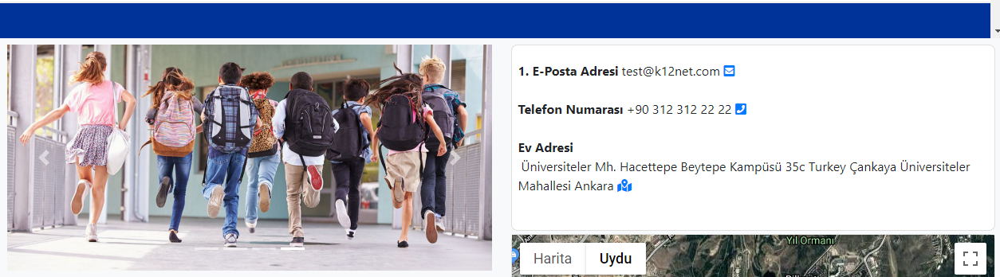 1. E-Posta Adresi test@k12net.com
Telefon Numarası +90 312 312 22 22
Ev Adresi
Üniversiteler Mh. Hacettepe Beytepe Kampüsü 35c Turkey Çankaya Üniversiteler
Mahallesi Ankara
Yıl Ormanı
Harita Uydu